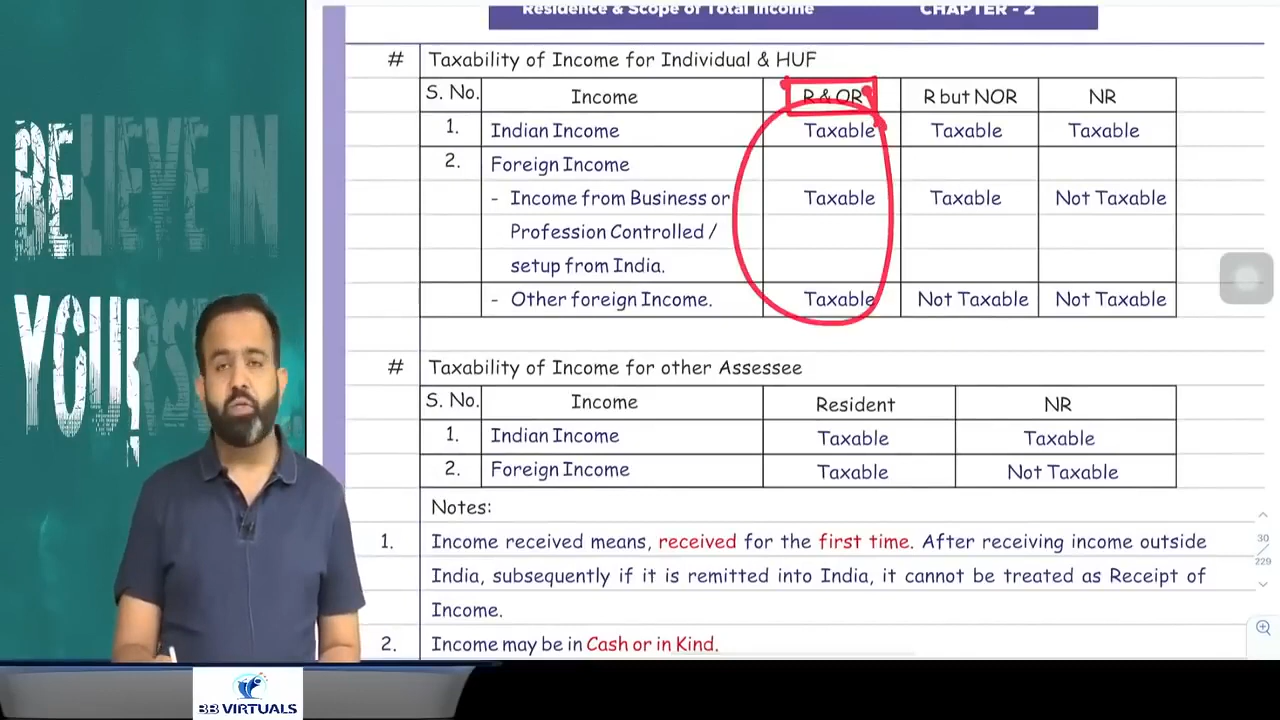 Residence & Scope of Total Income CHAPTER - 2
BELIEVE IN
YOURS
# Taxability of Income for Individual & HUF
S. No. Income R & OR R but NOR NR
1. Indian Income Taxable Taxable Taxable
2. Foreign Income
- Income from Business or Taxable Taxable Not Taxable
Profession Controlled /
setup from India.
- Other foreign Income. Taxable Not Taxable Not Taxable
# Taxability of Income for other Assessee
S. No. Income Resident NR
1. Indian Income Taxable Taxable
2. Foreign Income Taxable Not Taxable
Notes:
1. Income received means, received for the first time. After receiving income outside
India, subsequently if it is remitted into India, it cannot be treated as Receipt of
Income.
2. Income may be in Cash or in Kind.
30
229
BB VIRTUALS